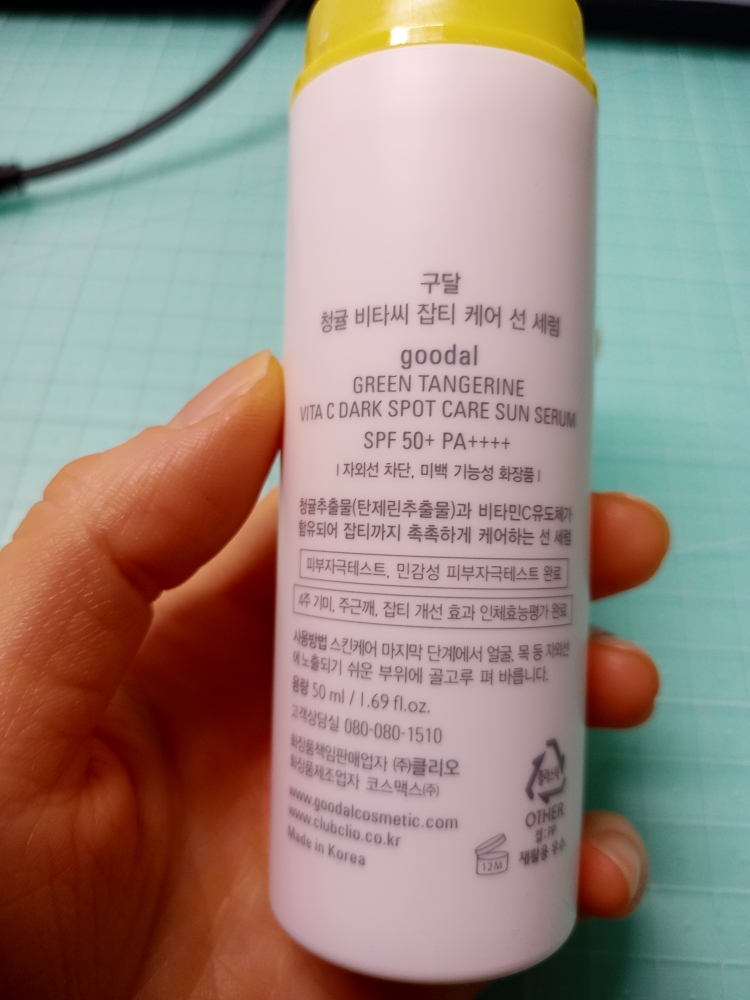 구달
청귤 비타씨 잡티 케어 선 세럼
goodal
GREEN TANGERINE
VITA C DARK SPOT CARE SUN SERUM
SPF 50+ PA++++
| 자외선 차단, 미백 기능성 화장품 |
청귤추출물(탄제린추출물)과 비타민C유도체가
함유되어 잡티까지 촉촉하게 케어하는 선 세럼
피부자극테스트, 민감성 피부자극테스트 완료
4주 기미, 주근깨, 잡티 개선 효과 인체효능평가 완료
사용방법 스킨케어 마지막 단계에서 얼굴, 목 등 자외선
에 노출되기 쉬운 부위에 골고루 펴 바릅니다.
용량 50 ml / 1.69 fl.oz.
고객상담실 080-080-1510
화장품책임판매업자 ㈜클리오
화장품제조업자 코스맥스㈜
www.goodalcosmetic.com
www.clubclio.co.kr
Made in Korea
12M
플라스틱
OTHER
캡: PP
재활용 우수